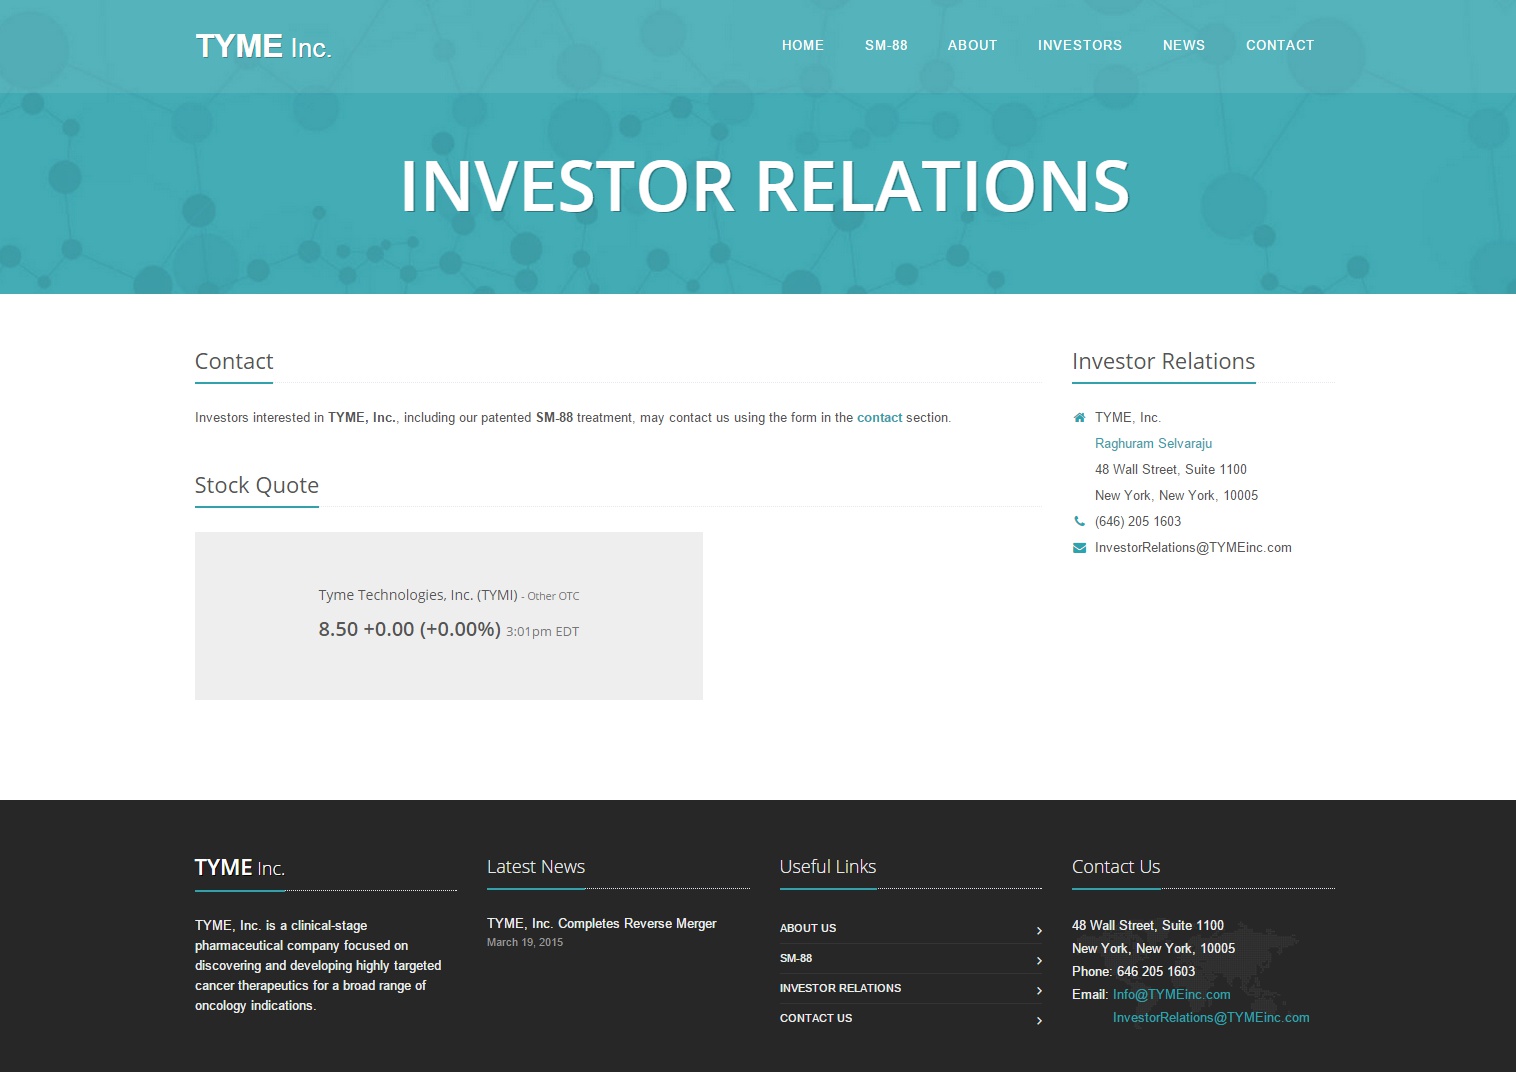 TYME Inc.
HOME SM-88 ABOUT INVESTORS NEWS CONTACT
INVESTOR RELATIONS
Contact
Investors interested in TYME, Inc., including our patented SM-88 treatment, may contact us using the form in the contact section.
Stock Quote
Tyme Technologies, Inc. (TYMI) - Other OTC
8.50 +0.00 (+0.00%) 3:01pm EDT
Investor Relations
TYME, Inc.
Raghuram Selvaraju
48 Wall Street, Suite 1100
New York, New York, 10005
(646) 205 1603
InvestorRelations@TYMEinc.com
TYME Inc.
TYME, Inc. is a clinical-stage
pharmaceutical company focused on
discovering and developing highly targeted
cancer therapeutics for a broad range of
oncology indications.
Latest News
TYME, Inc. Completes Reverse Merger
March 19, 2015
Useful Links
ABOUT US
SM-88
INVESTOR RELATIONS
CONTACT US
Contact Us
48 Wall Street, Suite 1100
New York, New York, 10005
Phone: 646 205 1603
Email: Info@TYMEinc.com
InvestorRelations@TYMEinc.com